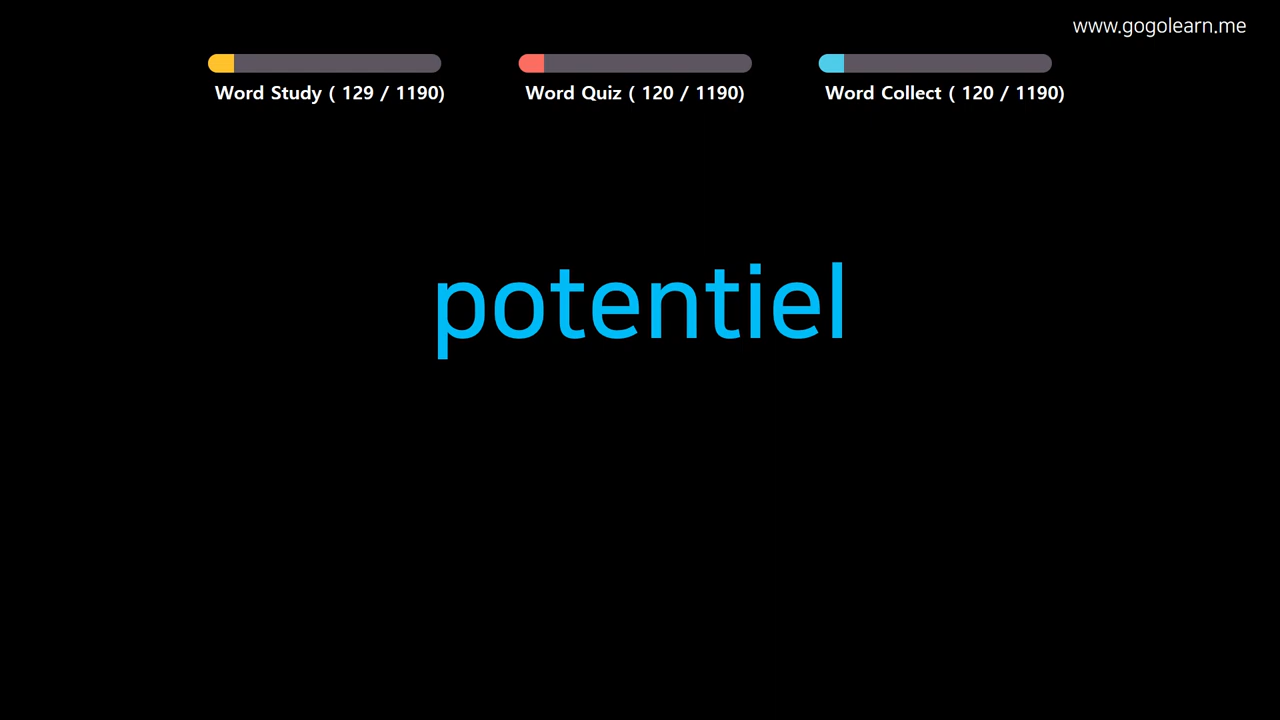 www.gogolearn.me
Word Study ( 129 / 1190)
Word Quiz ( 120 / 1190)
Word Collect ( 120 / 1190)
potentiel